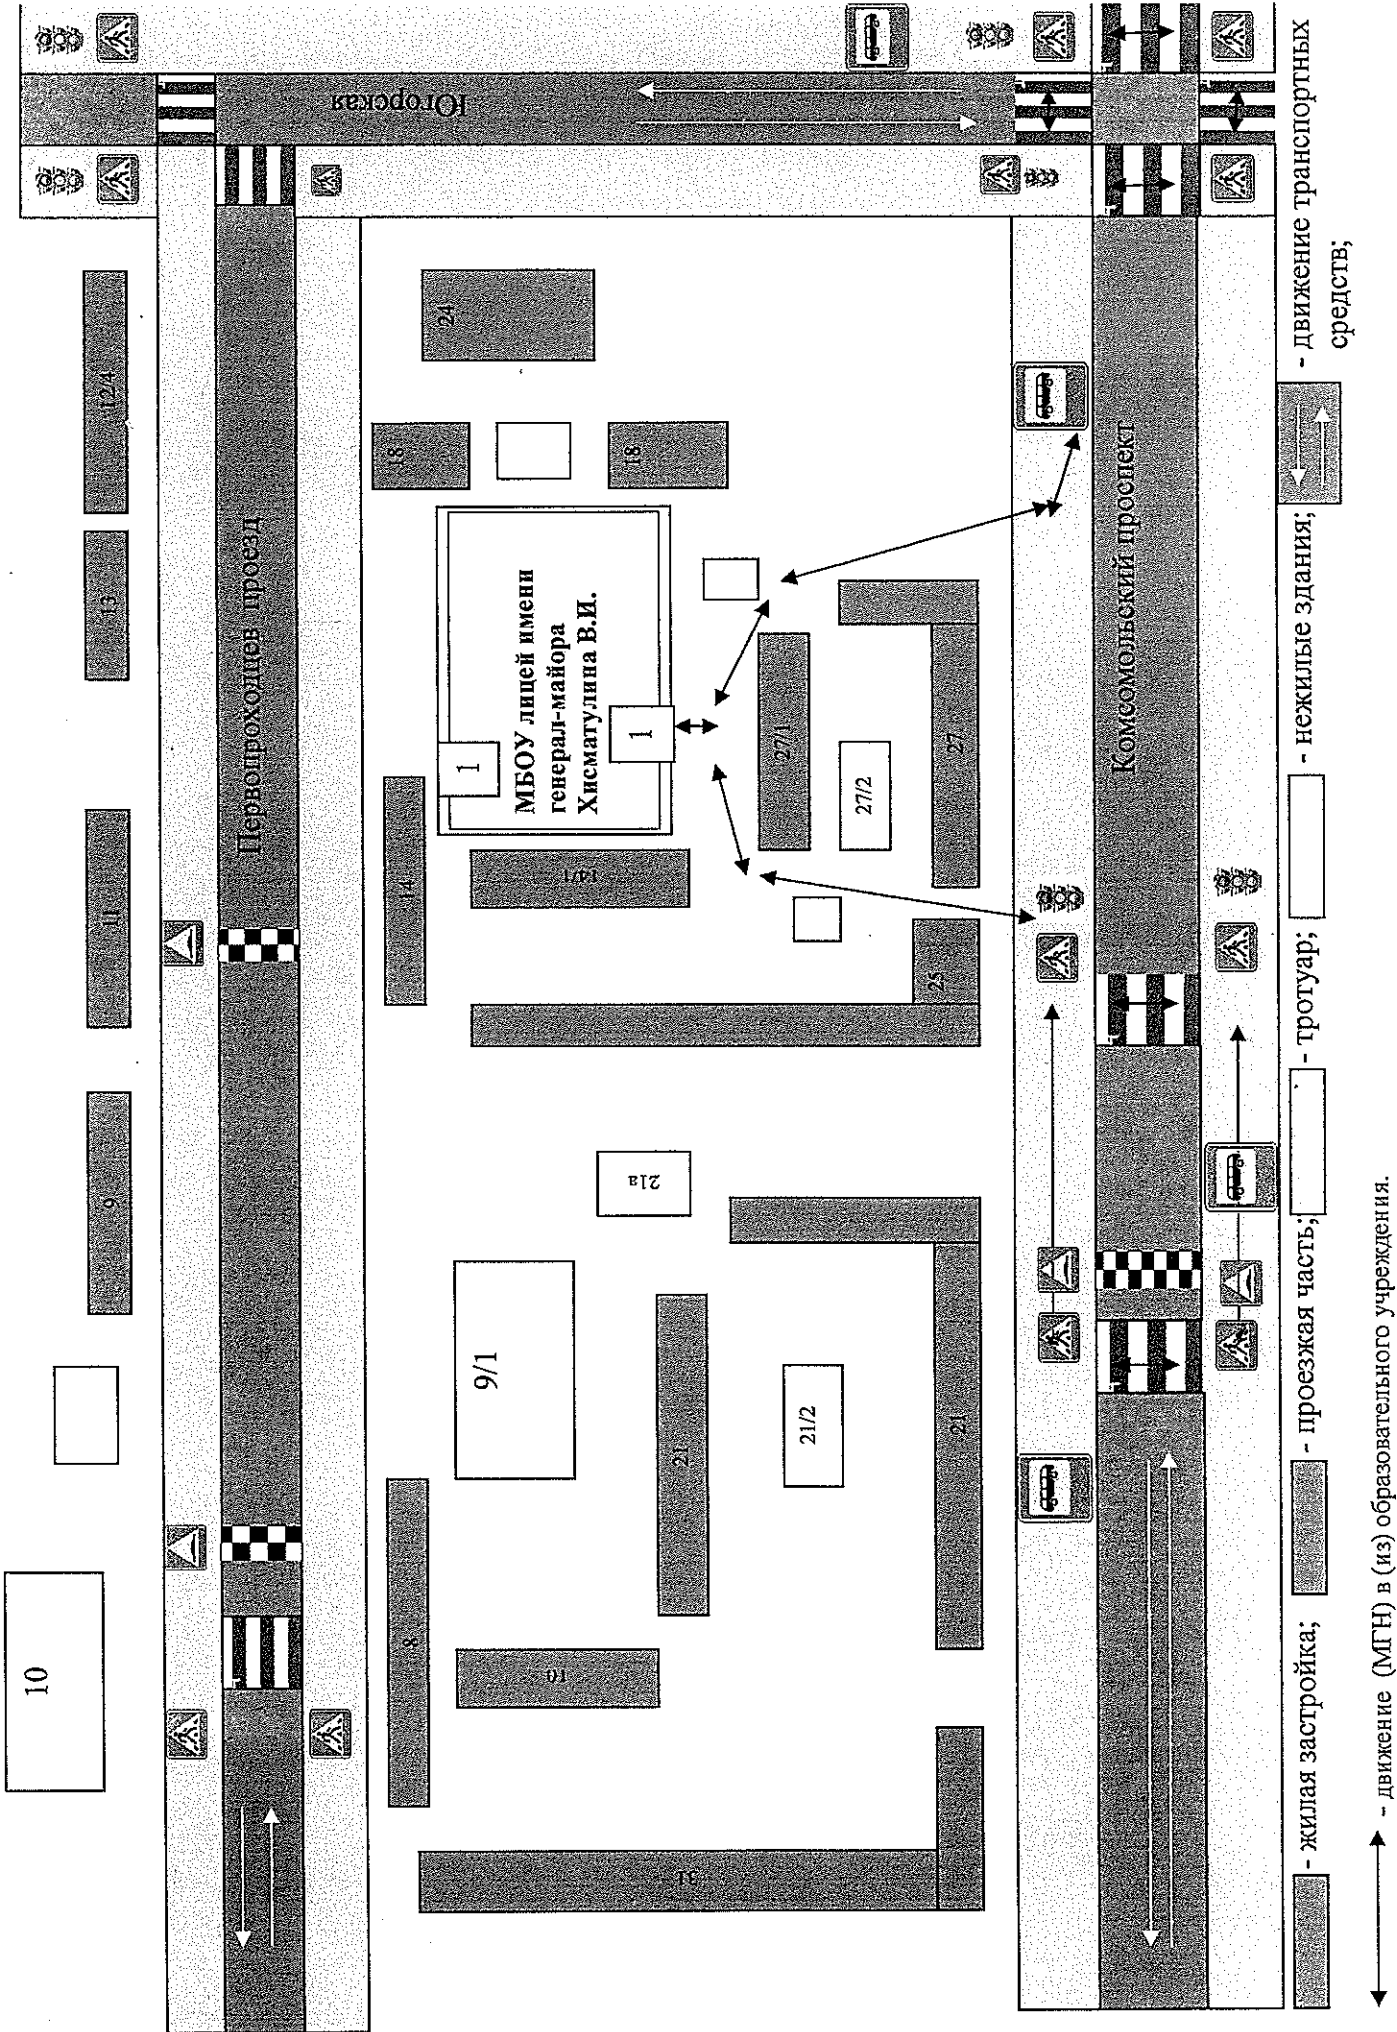 Югорская
12/4
13
11
9
10
Первопроходцев проезд
24
18
18
МБОУ лицей имени
генерал-майора
Хисматулина В.И.
1
1
14
14/1
27/1
27/2
27
25
21а
9/1
21
21/2
21
8
10
31
Комсомольский проспект
- жилая застройка;
- проезжая часть;
- тротуар;
- нежилые здания;
- движение транспортных
средств;
- движение (МГН) в (из) образовательного учреждения.